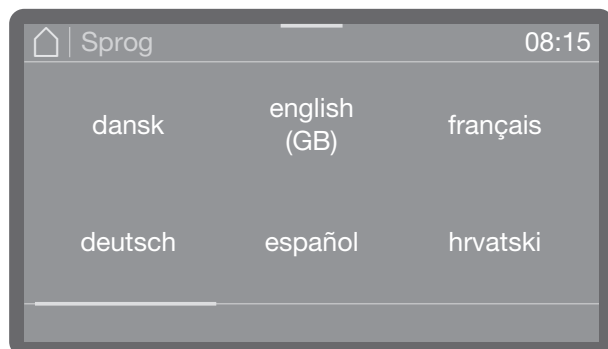 Sprog
08:15
dansk
english
(GB)
français
deutsch
español
hrvatski